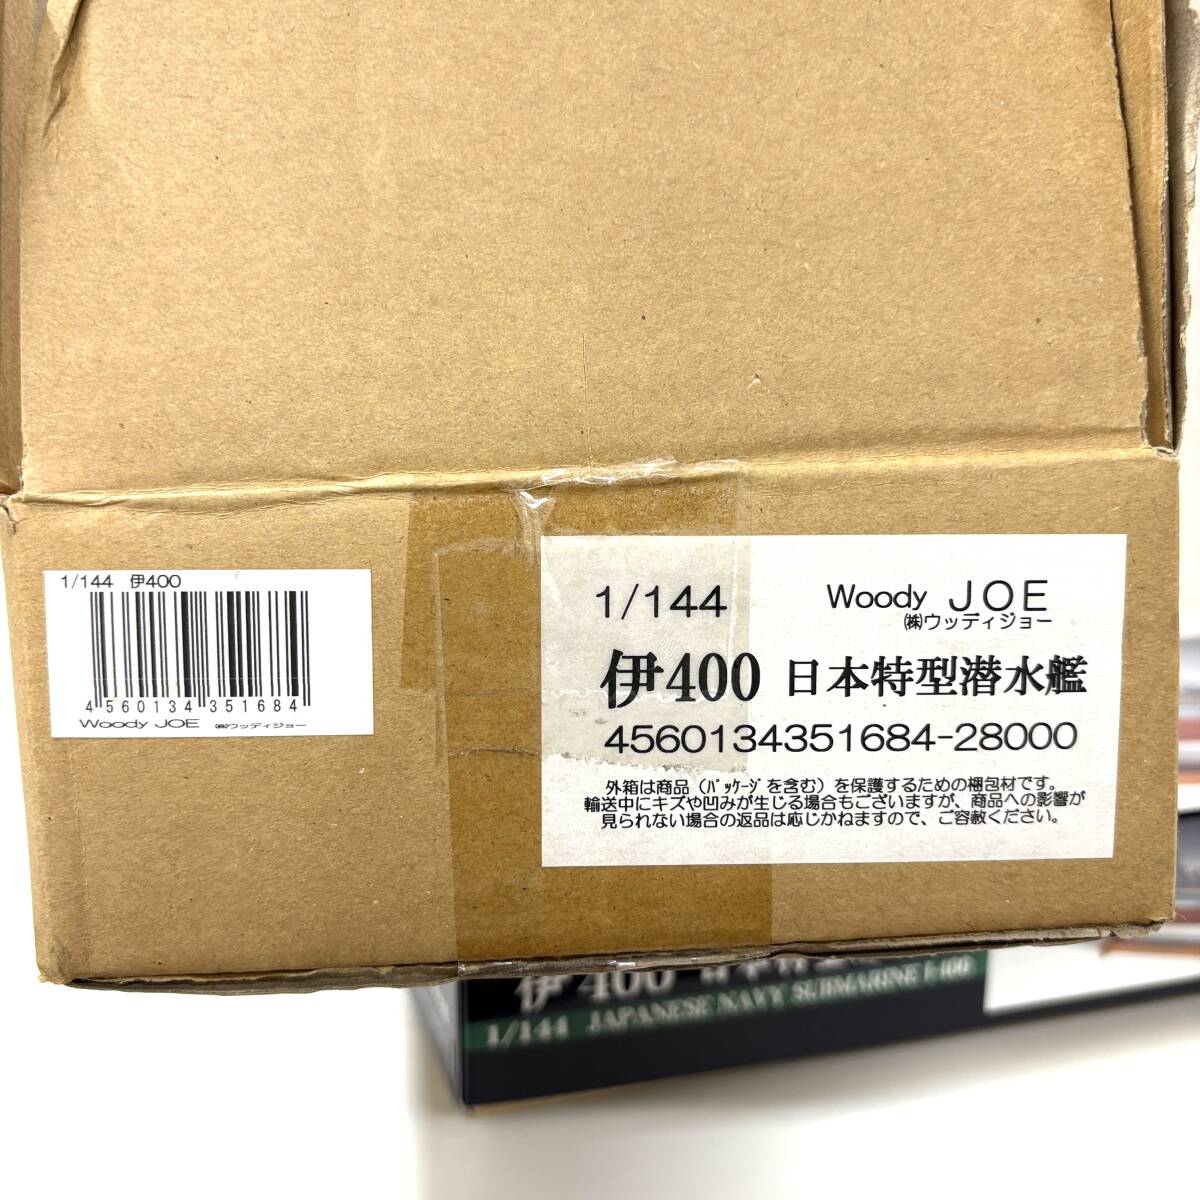 1/144 伊400
4 560134 351684
Woody JOE ㈱ウッディジョー
1/144
Woody JOE
㈱ウッディジョー
伊400 日本特型潜水艦
4560134351684-28000
外箱は商品（ﾊﾟｯｹｰｼﾞを含む）を保護するための梱包材です。
輸送中にキズや凹みが生じる場合もございますが、商品への影響が
見られない場合の返品は応じかねますので、ご容赦ください。
伊400
1/144 JAPANESE NAVY SUBMARINE I-400